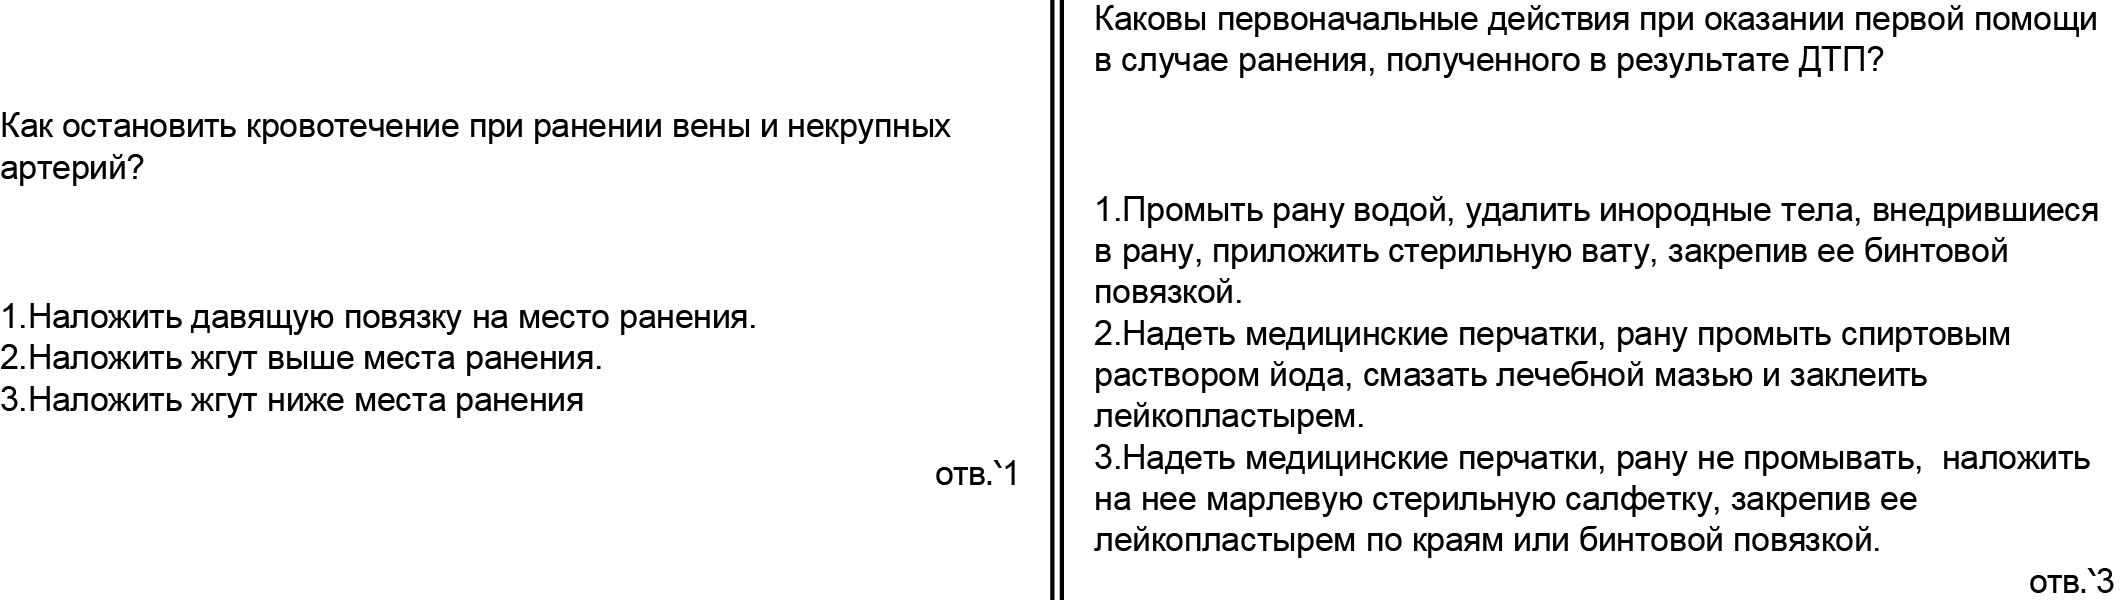 Как остановить кровотечение при ранении вены и некрупных
артерий?
1.Наложить давящую повязку на место ранения.
2.Наложить жгут выше места ранения.
3.Наложить жгут ниже места ранения
отв.`1
Каковы первоначальные действия при оказании первой помощи
в случае ранения, полученного в результате ДТП?
1.Промыть рану водой, удалить инородные тела, внедрившиеся
в рану, приложить стерильную вату, закрепив ее бинтовой
повязкой.
2.Надеть медицинские перчатки, рану промыть спиртовым
раствором йода, смазать лечебной мазью и заклеить
лейкопластырем.
3.Надеть медицинские перчатки, рану не промывать,  наложить
на нее марлевую стерильную салфетку, закрепив ее
лейкопластырем по краям или бинтовой повязкой.
отв.`3